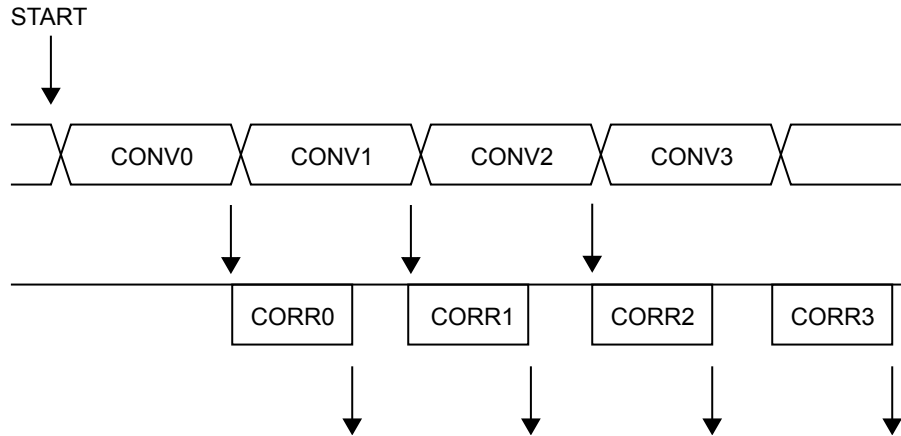 START
CONV0 CONV1 CONV2 CONV3
CORR0 CORR1 CORR2 CORR3